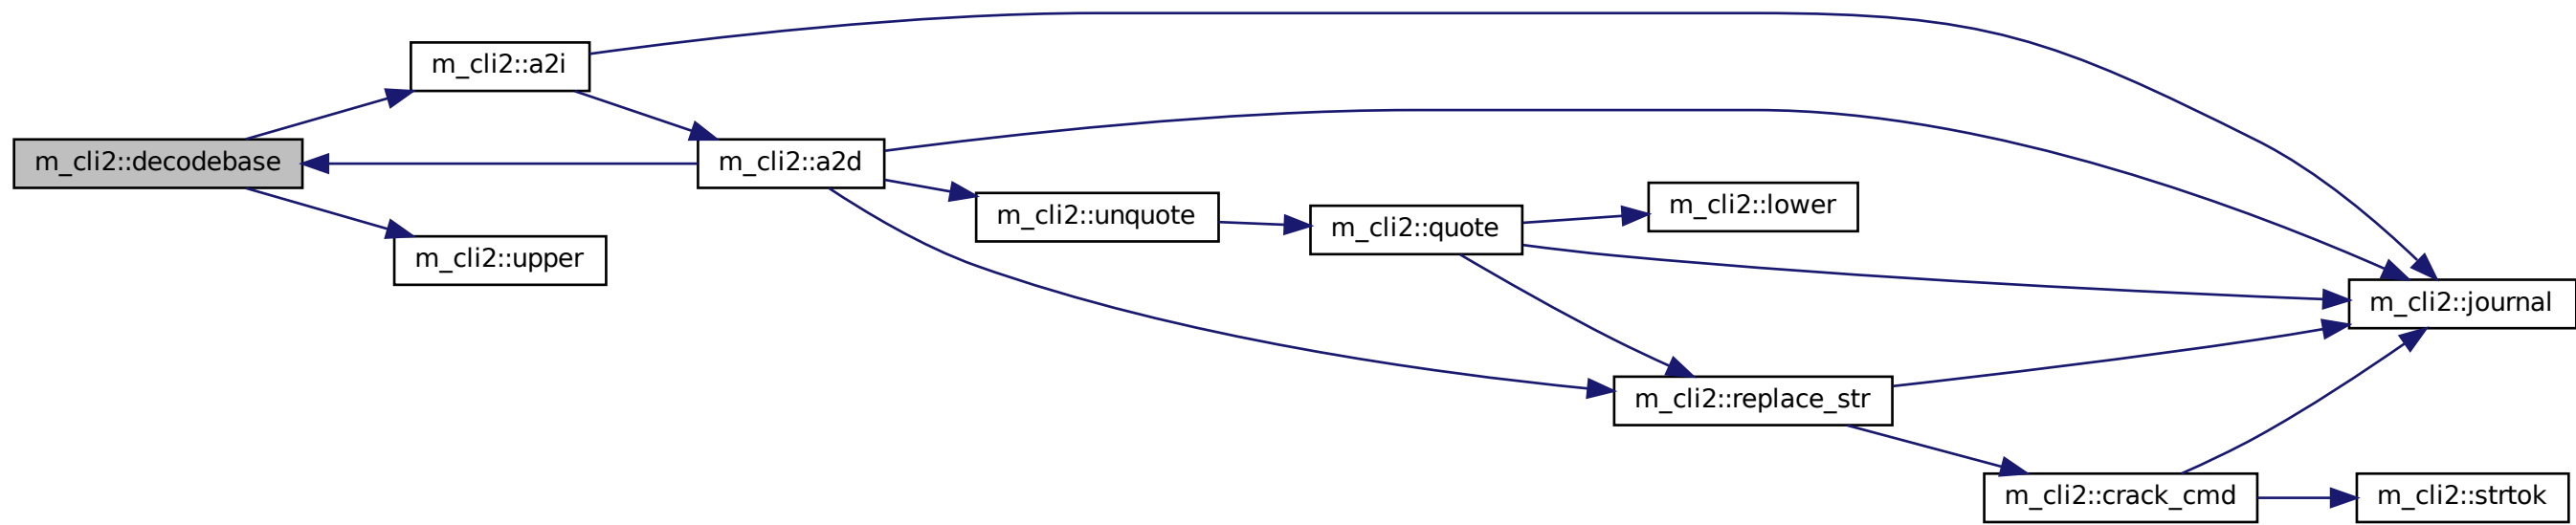 m_cli2::a2i
m_cli2::decodebase
m_cli2::a2d
m_cli2::upper
m_cli2::unquote
m_cli2::quote
m_cli2::lower
m_cli2::journal
m_cli2::replace_str
m_cli2::crack_cmd
m_cli2::strtok